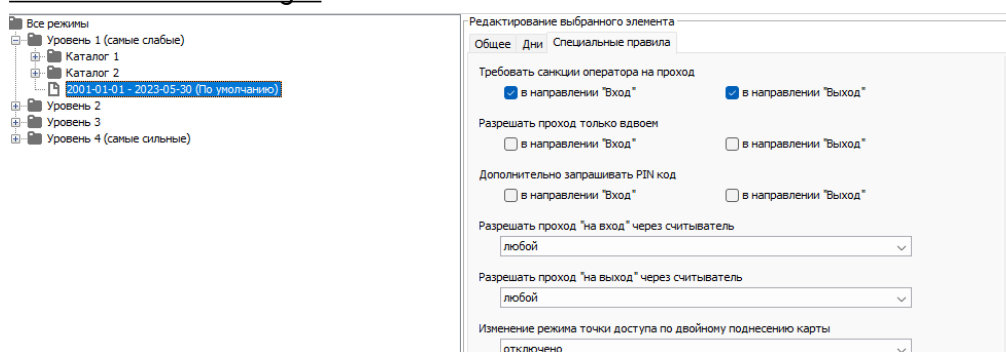 Все режимы
Уровень 1 (самые слабые)
Каталог 1
Каталог 2
2001-01-01 - 2023-05-30 (По умолчанию)
Уровень 2
Уровень 3
Уровень 4 (самые сильные)
Редактирование выбранного элемента
Общее Дни Специальные правила
Требовать санкции оператора на проход
в направлении "Вход" в направлении "Выход"
Разрешать проход только вдвоем
в направлении "Вход" в направлении "Выход"
Дополнительно запрашивать PIN код
в направлении "Вход" в направлении "Выход"
Разрешать проход "на вход" через считыватель
любой
Разрешать проход "на выход" через считыватель
любой
Изменение режима точки доступа по двойному поднесению карты
отключено